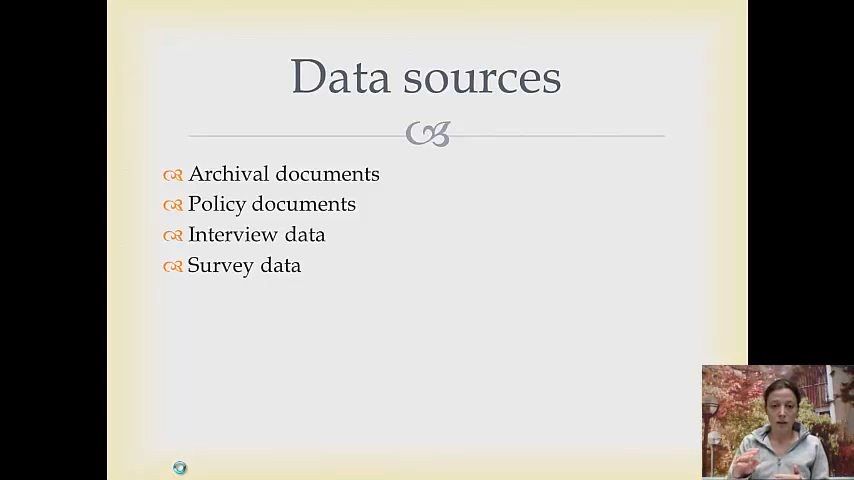 Data sources
Archival documents
Policy documents
Interview data
Survey data